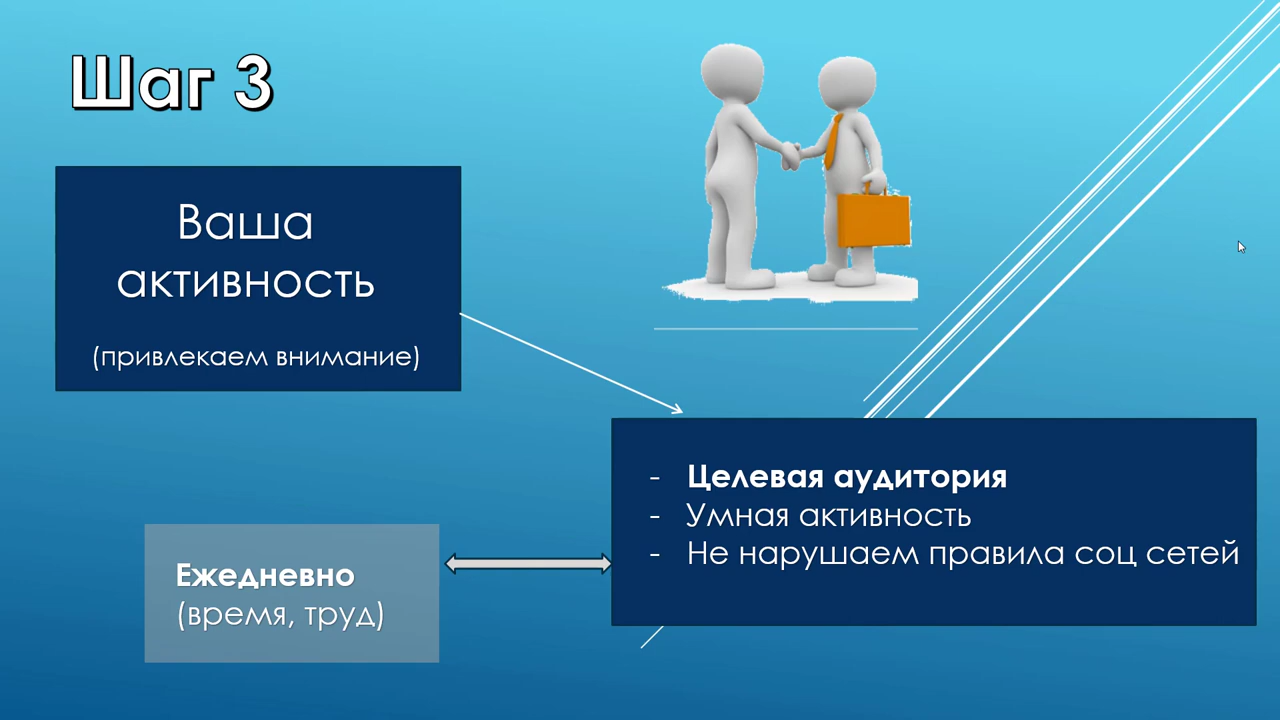 Шаг 3
Ваша
активность
(привлекаем внимание)
- Целевая аудитория
- Умная активность
- Не нарушаем правила соц сетей
Ежедневно
(время, труд)